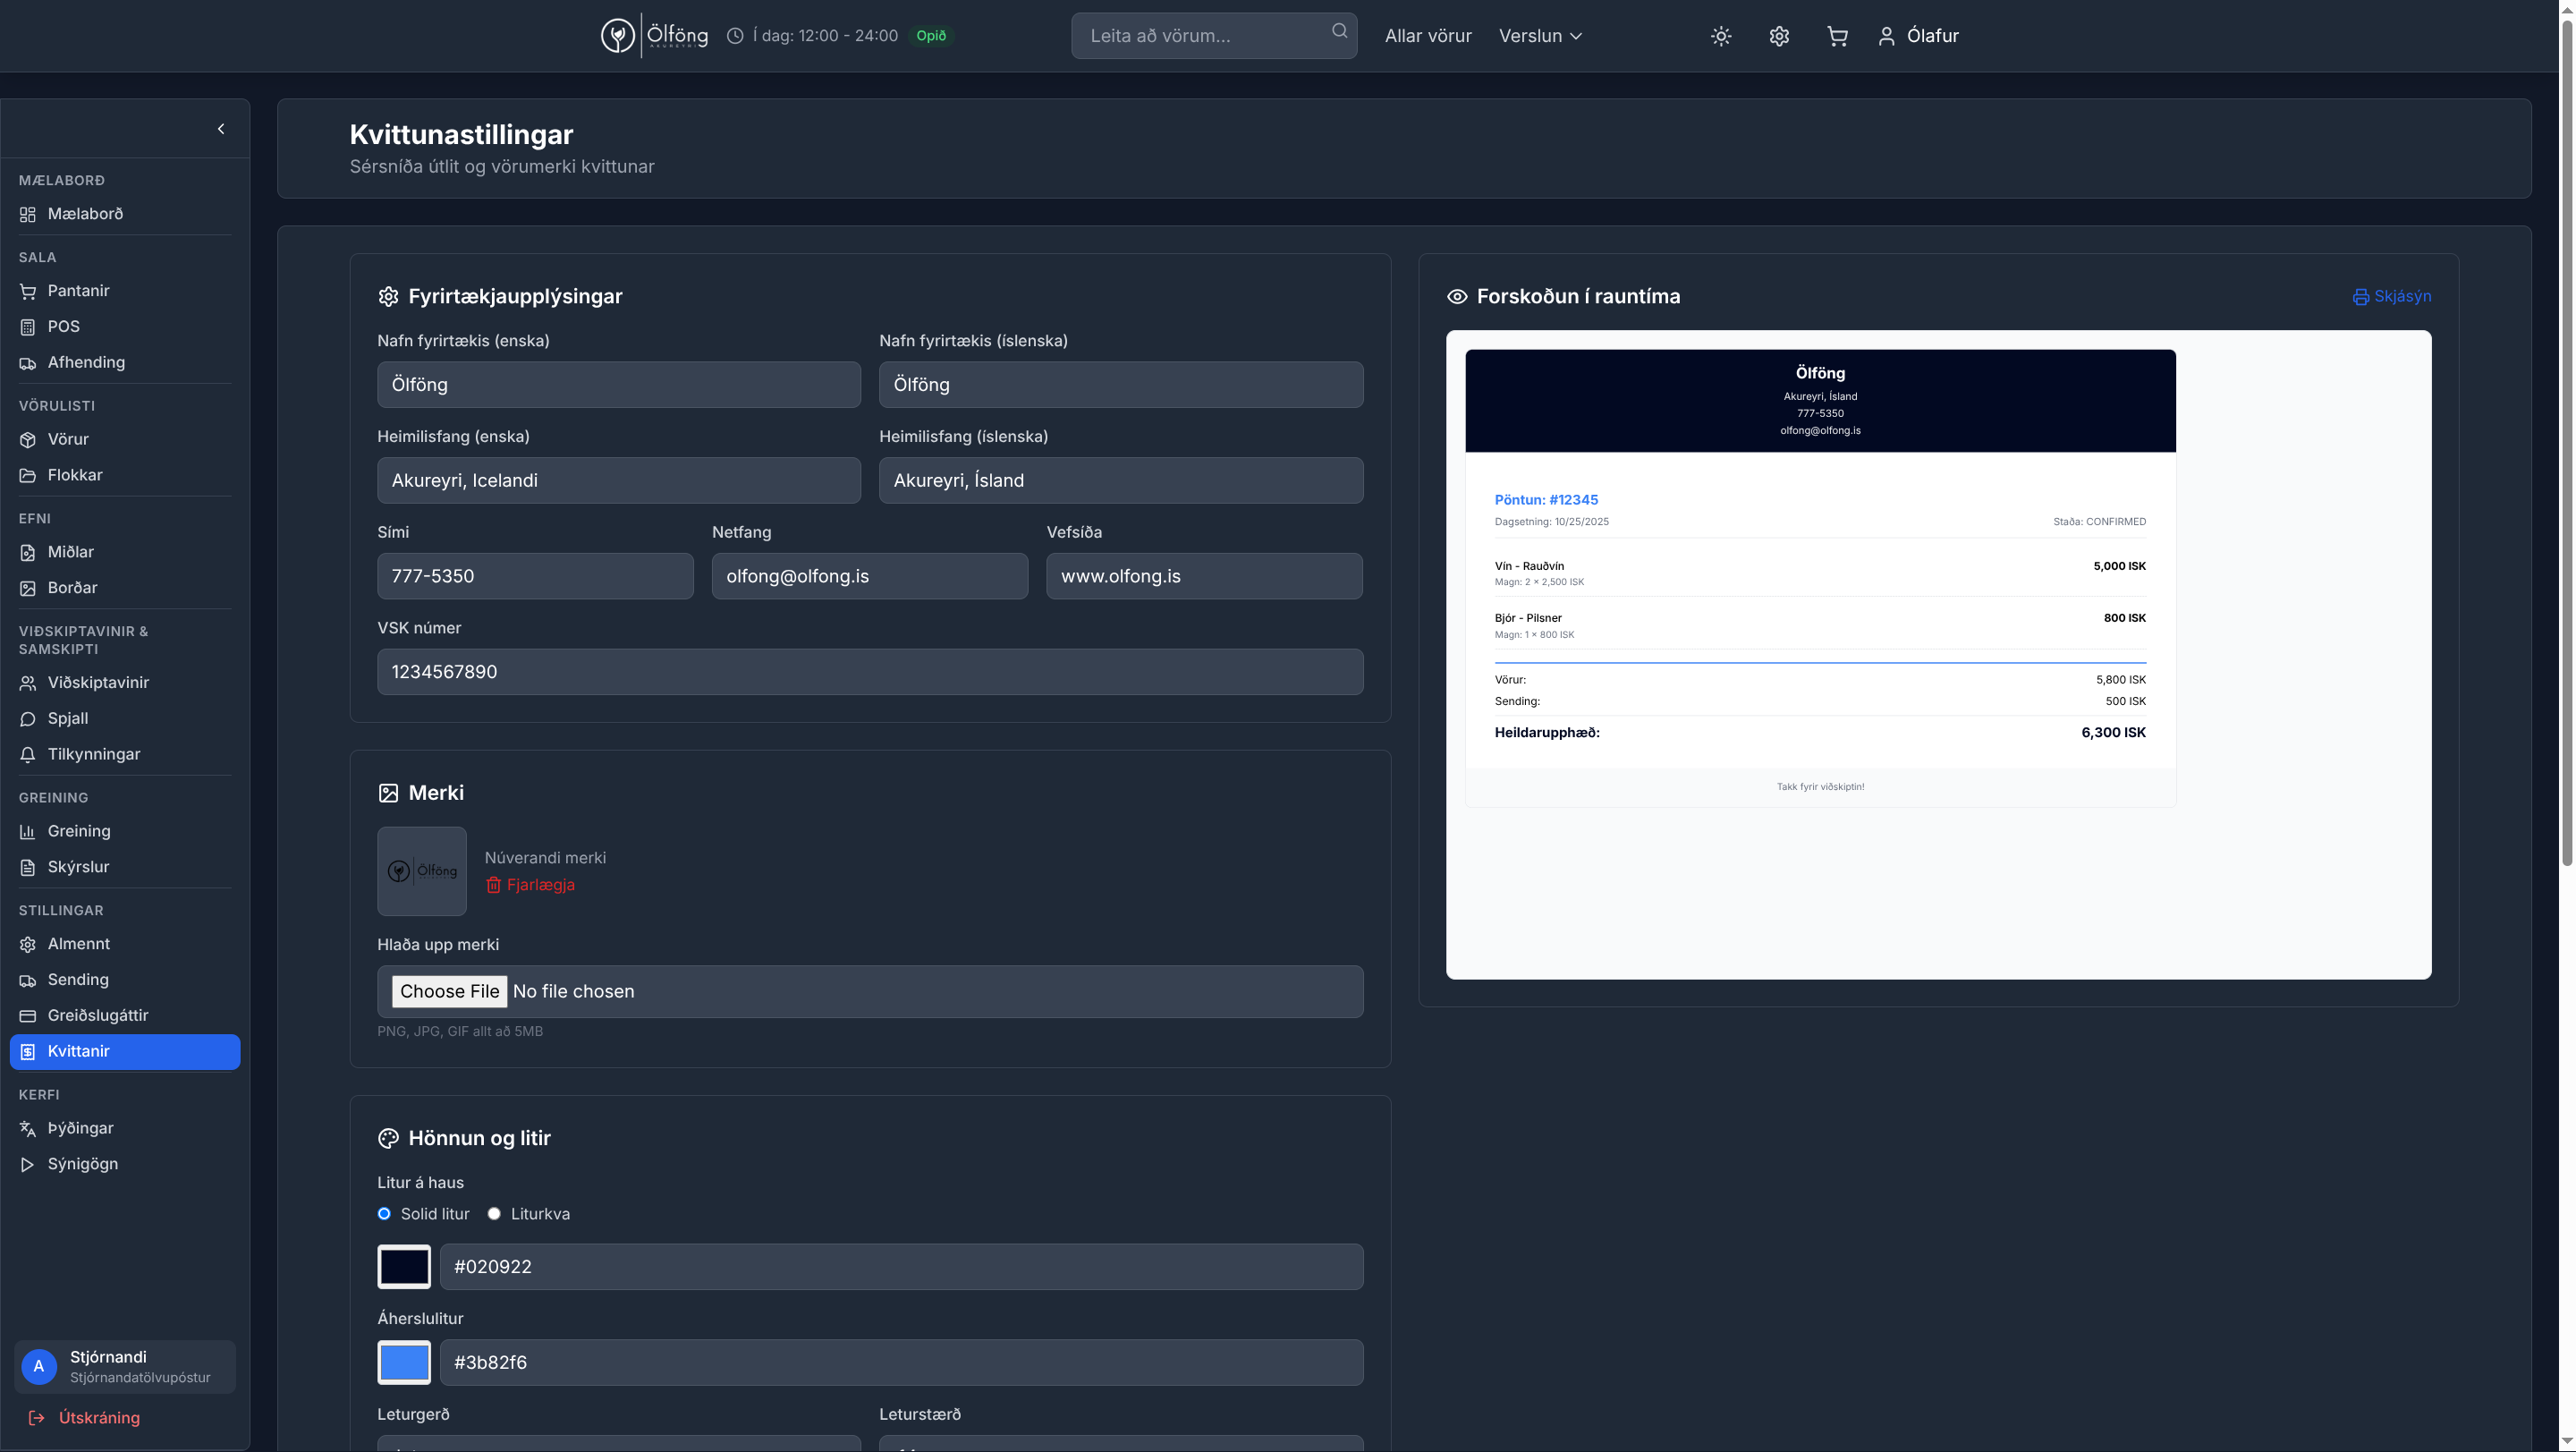 Ölföng
AKUREYRI
Í dag: 12:00 - 24:00
Opið
Leita að vörum...
Allar vörur
Verslun
Ólafur
MÆLABORÐ
Mælaborð
SALA
Pantanir
POS
Afhending
VÖRULISTI
Vörur
Flokkar
EFNI
Miðlar
Borðar
VIÐSKIPTAVINIR &
SAMSKIPTI
Viðskiptavinir
Spjall
Tilkynningar
GREINING
Greining
Skýrslur
STILLINGAR
Almennt
Sending
Greiðslugáttir
Kvittanir
KERFI
Þýðingar
Sýnigögn
A
Stjórnandi
Stjórnandatölvupóstur
Útskráning
Kvittunastillingar
Sérsníða útlit og vörumerki kvittunar
Fyrirtækjaupplýsingar
Nafn fyrirtækis (enska)
Nafn fyrirtækis (íslenska)
Ölföng
Ölföng
Heimilisfang (enska)
Heimilisfang (íslenska)
Akureyri, Icelandi
Akureyri, Ísland
Sími
Netfang
Vefsíða
777-5350
olfong@olfong.is
www.olfong.is
VSK númer
1234567890
Merki
Ölföng
Núverandi merki
Fjarlægja
Hlaða upp merki
Choose File No file chosen
PNG, JPG, GIF allt að 5MB
Hönnun og litir
Litur á haus
Solid litur
Liturkva
#020922
Áherslulitur
#3b82f6
Leturgerð
Leturstærð
Forskoðun í rauntíma
Skjásýn
Ölföng
Akureyri, Ísland
777-5350
olfong@olfong.is
Pöntun: #12345
Dagsetning: 10/25/2025
Staða: CONFIRMED
Vín - Rauðvín
5,000 ISK
Magn: 2 × 2,500 ISK
Bjór - Pilsner
800 ISK
Magn: 1 × 800 ISK
Vörur:
5,800 ISK
Sending:
500 ISK
Heildarupphæð:
6,300 ISK
Takk fyrir viðskiptin!